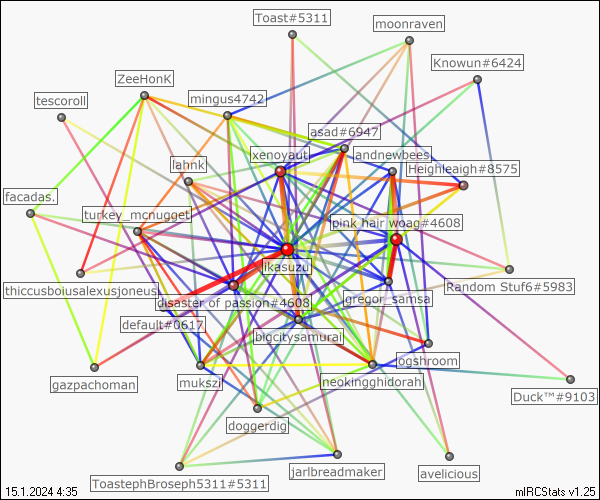 Toast#5311
moonraven
Knowun#6424
ZeeHonK
tescoroll
mingus4742
asad#6947
xenoyaut
andnewbees
lahnk
Heighleaigh#8575
facadas.
turkey_mcnugget
pink hair woag#4608
jikasuzu
thiccusboiusalexusjoneus
Random Stuf6#5983
disaster of passion#4608
gregor_samsa
default#0617
bigcitysamurai
logshroom
gazpachoman
mukszi
neokingghidorah
Duck™#9103
doggerdig
jarlbreadmaker
avelicious
ToastephBroseph5311#5311
15.1.2024 4:35
mIRCStats v1.25